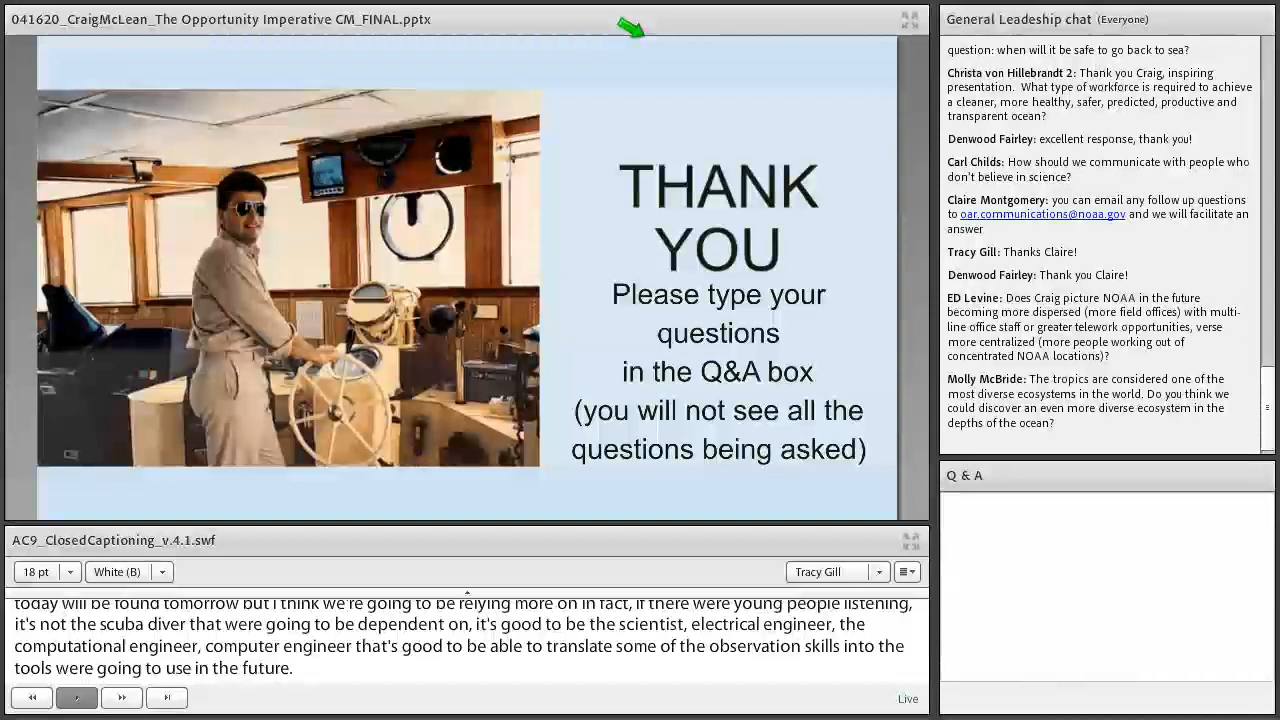 041620_CraigMcLean_The Opportunity Imperative CM_FINAL.pptx
THANK
YOU
Please type your
questions
in the Q&A box
(you will not see all the
questions being asked)
AC9_ClosedCaptioning_v.4.1.swf
18 pt
White (B)
Tracy Gill
today will be found tomorrow but I think we're going to be relying more on in fact, if there were young people listening,
it's not the scuba diver that were going to be dependent on, it's good to be the scientist, electrical engineer, the
computational engineer, computer engineer that's good to be able to translate some of the observation skills into the
tools were going to use in the future.
Live
General Leadership chat (Everyone)
question: when will it be safe to go back to sea?
Christa von Hillebrandt 2: Thank you Craig, inspiring
presentation. What type of workforce is required to achieve
a cleaner, more healthy, safer, predicted, productive and
transparent ocean?
Denwood Fairley: excellent response, thank you!
Carl Childs: How should we communicate with people who
don't believe in science?
Claire Montgomery: you can email any follow up questions
to oar.communications@noaa.gov and we will facilitate an
answer
Tracy Gill: Thanks Claire!
Denwood Fairley: Thank you Claire!
ED Levine: Does Craig picture NOAA in the future
becoming more dispersed (more field offices) with multi-
line office staff or greater telework opportunities, verse
more centralized (more people working out of
concentrated NOAA locations)?
Molly McBride: The tropics are considered one of the
most diverse ecosystems in the world. Do you think we
could discover an even more diverse ecosystem in the
depths of the ocean?
Q & A